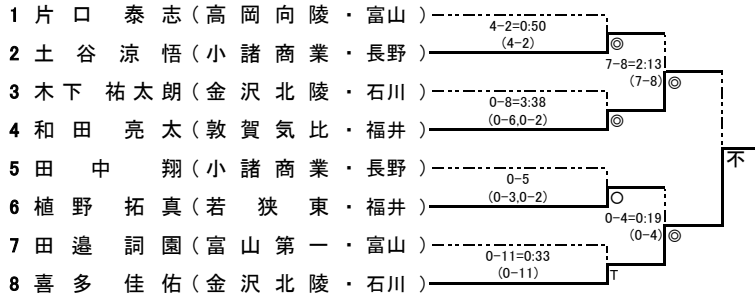 1 片口 泰志(高岡向陵・富山)
4-2=0:50
(4-2)
◎
2 土谷涼悟(小諸商業・長野)
7-8=2:13
(7-8)
◎
3 木下 祐太朗(金沢北陵・石川)
0-8=3:38
(0-6,0-2)
◎
4 和田 亮太(敦賀気比・福井)
不
5 田中 翔(小諸商業・長野)
0-5
(0-3,0-2)
○
6 植野 拓真(若狭東・福井)
0-4=0:19
(0-4)
◎
7 田邉 詞園(富山第一・富山)
0-11=0:33
(0-11)
T
8 喜多 佳佑(金沢北陵・石川)